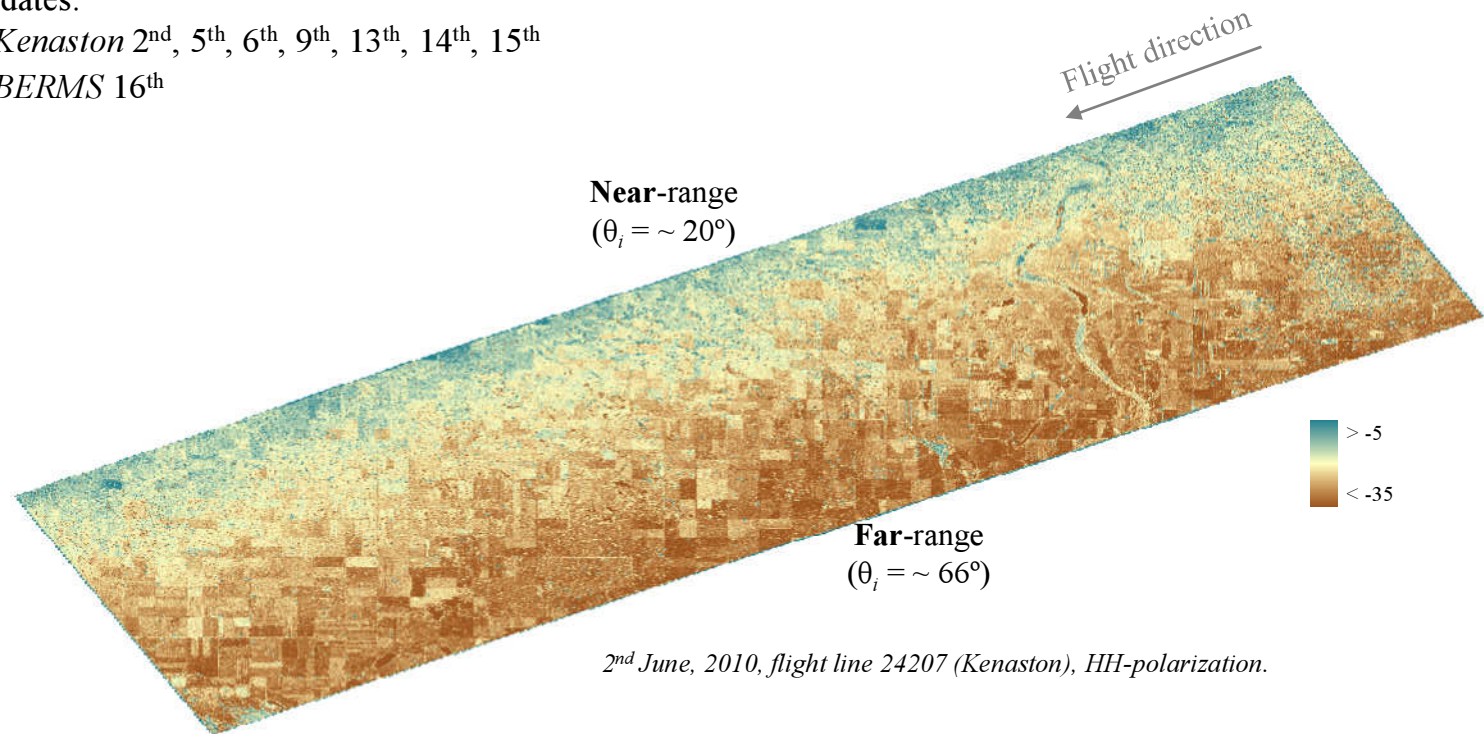 dates:
Kenaston 2nd, 5th, 6th, 9th, 13th, 14th, 15th
BERMS 16th
Flight direction
Near-range
(θi = ~ 20º)
> -5
< -35
Far-range
(θi = ~ 66º)
2nd June, 2010, flight line 24207 (Kenaston), HH-polarization.